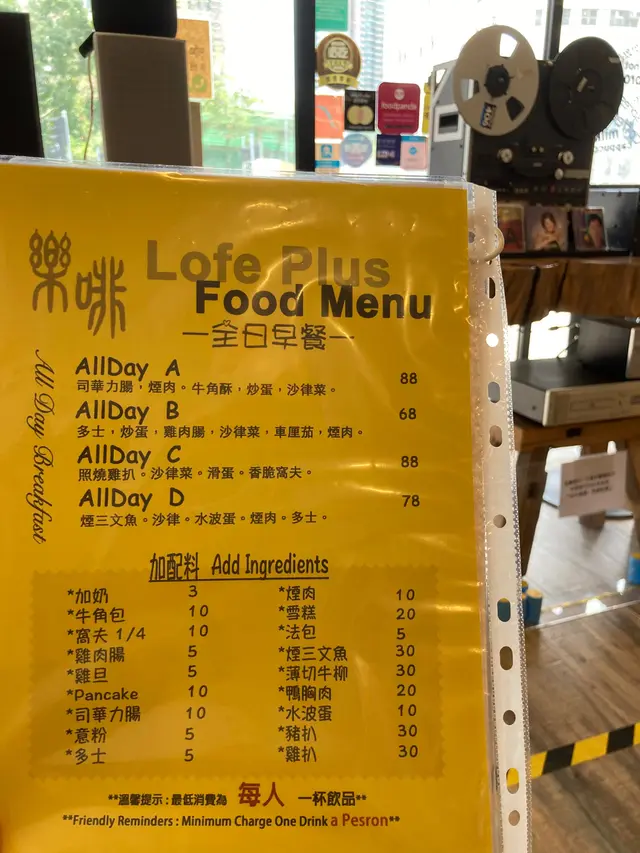 foodpanda
樂啡
Lofe Plus
Food Menu
全日早餐
All Day Breakfast
AllDay A 88
司華力腸，煙肉。牛角酥，炒蛋，沙律菜。
AllDay B 68
多士，炒蛋，雞肉腸，沙律菜，車厘茄，煙肉。
AllDay C 88
照燒雞扒。沙律菜。滑蛋。香脆窩夫。
AllDay D 78
煙三文魚。沙律。水波蛋。煙肉。多士。
加配料 Add Ingredients
*加奶 3
*牛角包 10
*窩夫 1/4 10
*雞肉腸 5
*雞旦 5
*Pancake 10
*司華力腸 10
*意粉 5
*多士 5
*煙肉 10
*雪糕 20
*法包 5
*煙三文魚 30
*薄切牛柳 30
*鴨胸肉 20
*水波蛋 10
*豬扒 30
*雞扒 30
**溫馨提示 : 最低消費為 每人 一杯飲品**
**Friendly Reminders : Minimum Charge One Drink a Pesron**